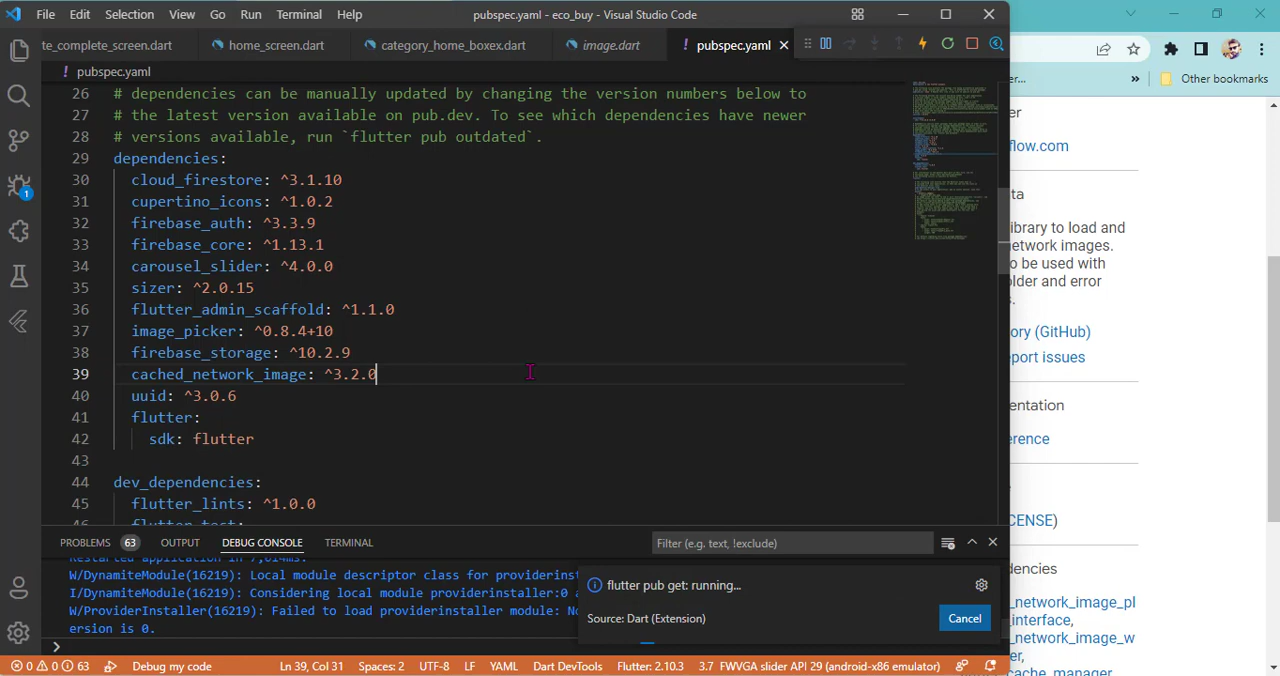 File Edit Selection View Go Run Terminal Help
pubspec.yaml - eco_buy - Visual Studio Code
te_complete_screen.dart
home_screen.dart
category_home_boxex.dart
image.dart
! pubspec.yaml
! pubspec.yaml
26 # dependencies can be manually updated by changing the version numbers below to
27 # the latest version available on pub.dev. To see which dependencies have newer
28 # versions available, run `flutter pub outdated`.
29 dependencies:
30 cloud_firestore: ^3.1.10
31 cupertino_icons: ^1.0.2
32 firebase_auth: ^3.3.9
33 firebase_core: ^1.13.1
34 carousel_slider: ^4.0.0
35 sizer: ^2.0.15
36 flutter_admin_scaffold: ^1.1.0
37 image_picker: ^0.8.4+10
38 firebase_storage: ^10.2.9
39 cached_network_image: ^3.2.0
40 uuid: ^3.0.6
41 flutter:
42 sdk: flutter
43
44 dev_dependencies:
45 flutter_lints: ^1.0.0
46 flutter_test:
1
PROBLEMS 63 OUTPUT DEBUG CONSOLE TERMINAL
Filter (e.g. text, !exclude)
Restarted application in 7,614ms.
W/DynamiteModule(16219): Local module descriptor class for providerinst
I/DynamiteModule(16219): Considering local module providerinstaller:0 a
W/ProviderInstaller(16219): Failed to load providerinstaller module: No
ersion is 0.
flutter pub get: running...
Source: Dart (Extension)
Cancel
0 0 63 Debug my code
Ln 39, Col 31 Spaces: 2 UTF-8 LF YAML Dart DevTools Flutter: 2.10.3 3.7 FWVGA slider API 29 (android-x86 emulator)
r...
»
Other bookmarks
er
flow.com
ta
library to load and
network images.
o be used with
older and error
s.
ory (GitHub)
port issues
entation
erence
CENSE)
dencies
_network_image_pl
_interface,
_network_image_w
er,
cache_manager